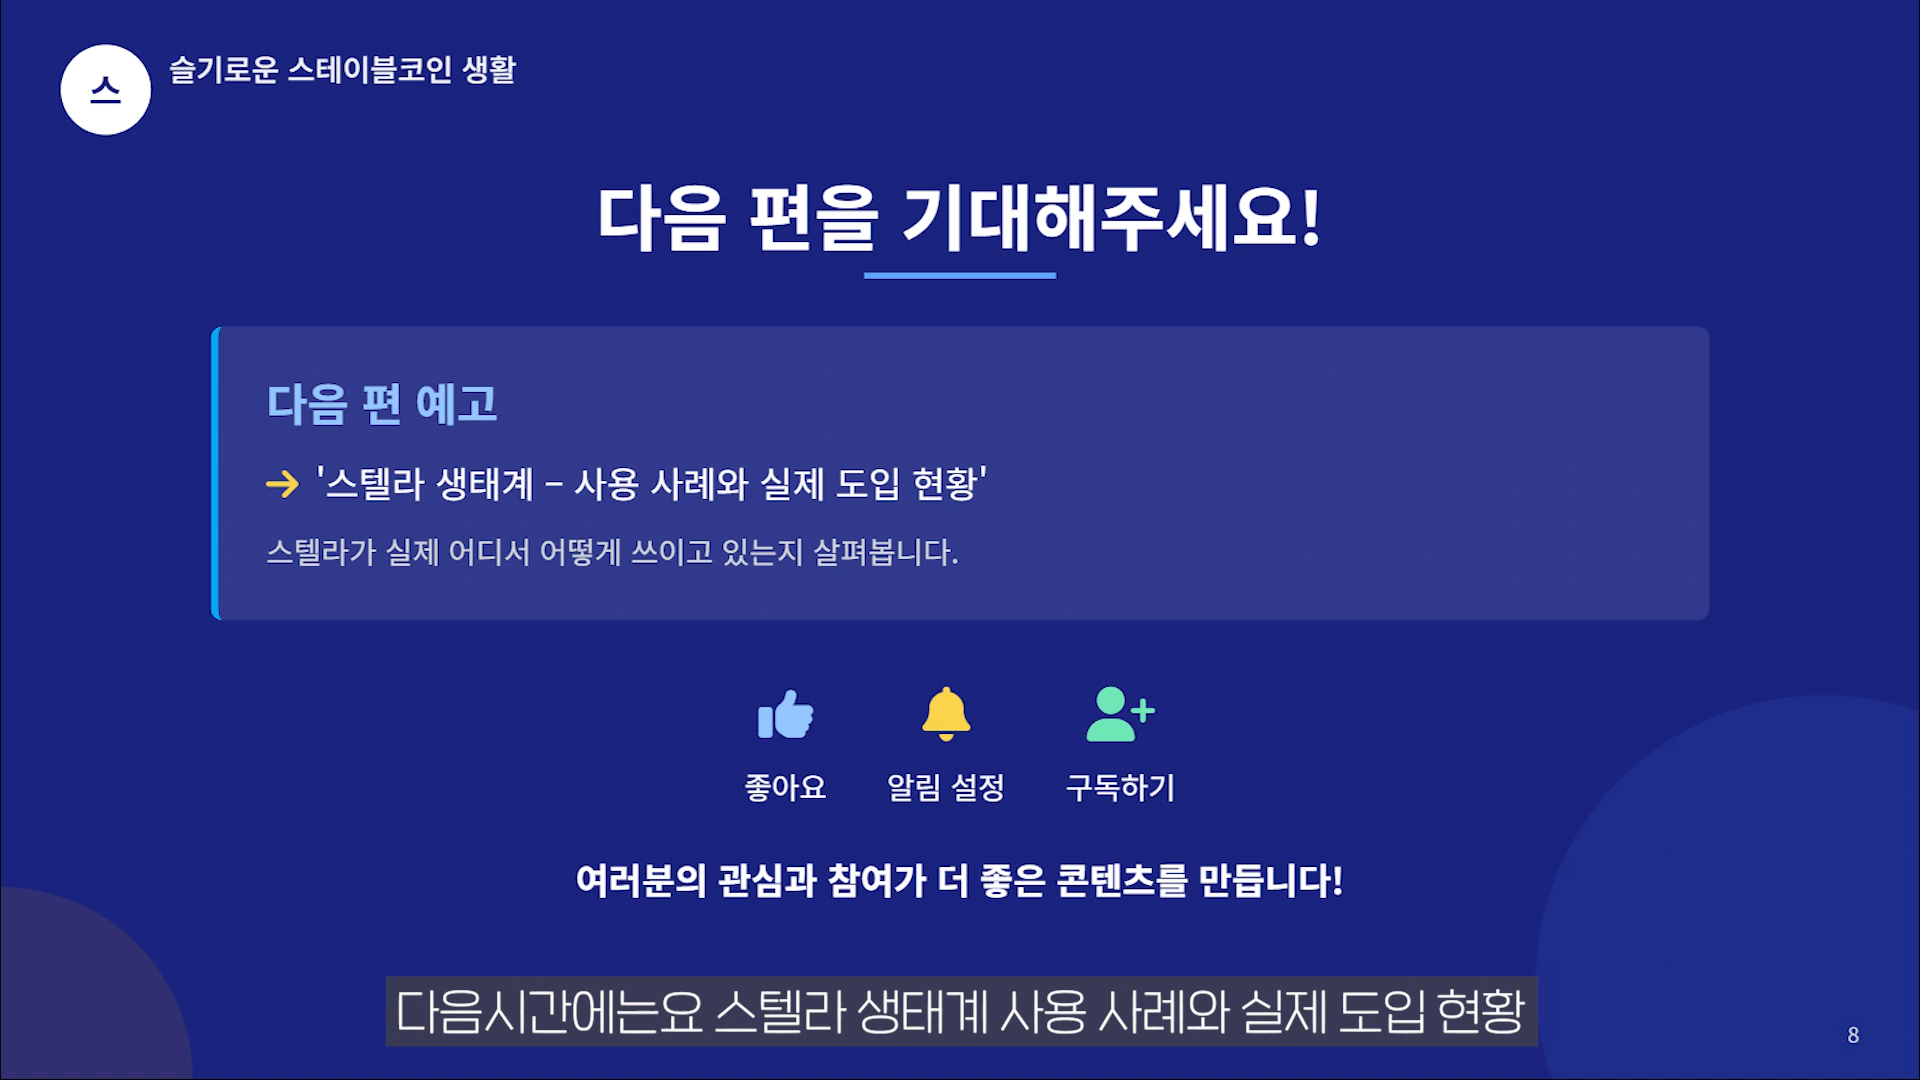 스
슬기로운 스테이블코인 생활
다음 편을 기대해주세요!
다음 편 예고
→ '스텔라 생태계 – 사용 사례와 실제 도입 현황'
스텔라가 실제 어디서 어떻게 쓰이고 있는지 살펴봅니다.
좋아요 알림 설정 구독하기
여러분의 관심과 참여가 더 좋은 콘텐츠를 만듭니다!
다음시간에는요 스텔라 생태계 사용 사례와 실제 도입 현황
8